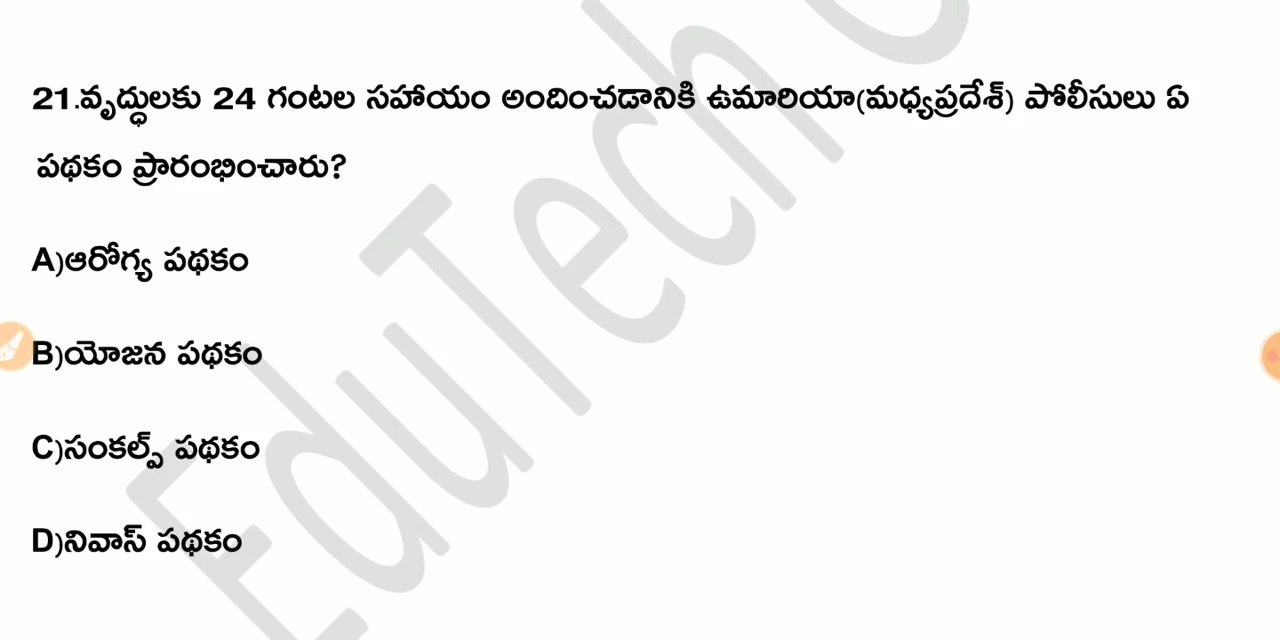 21.వృద్ధులకు 24 గంటల సహాయం అందించడానికి ఉమారియా(మధ్యప్రదేశ్) పోలీసులు ఏ
పథకం ప్రారంభించారు?
A)ఆరోగ్య పథకం
B)యోజన పథకం
C)సంకల్ప్ పథకం
D)నివాస్ పథకం
EduTech